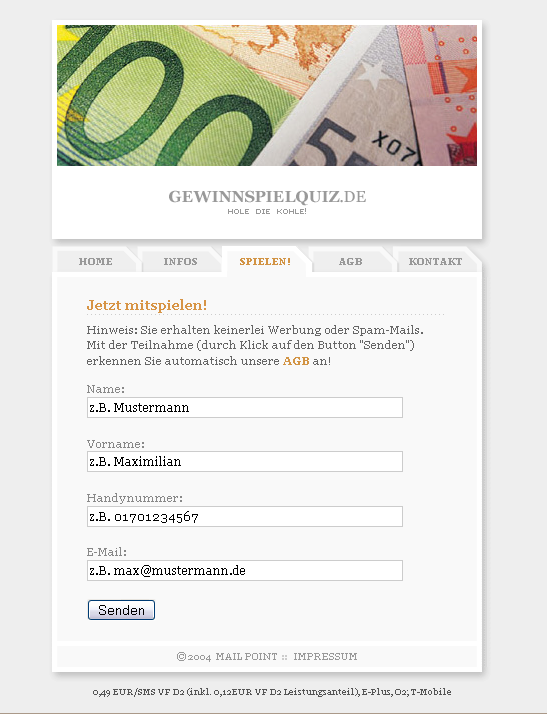 100
5
X070
GEWINNSPIELQUIZ.DE
HOLE DIE KOHLE!
HOME INFOS SPIELEN! AGB KONTAKT
Jetzt mitspielen!
Hinweis: Sie erhalten keinerlei Werbung oder Spam-Mails.
Mit der Teilnahme (durch Klick auf den Button "Senden")
erkennen Sie automatisch unsere AGB an!
Name:
z.B. Mustermann
Vorname:
z.B. Maximilian
Handynummer:
z.B. 01701234567
E-Mail:
z.B. max@mustermann.de
Senden
©2004 MAIL POINT :: IMPRESSUM
0,49 EUR/SMS VF D2 (inkl. 0,12EUR VF D2 Leistungsanteil), E-Plus, O2; T-Mobile